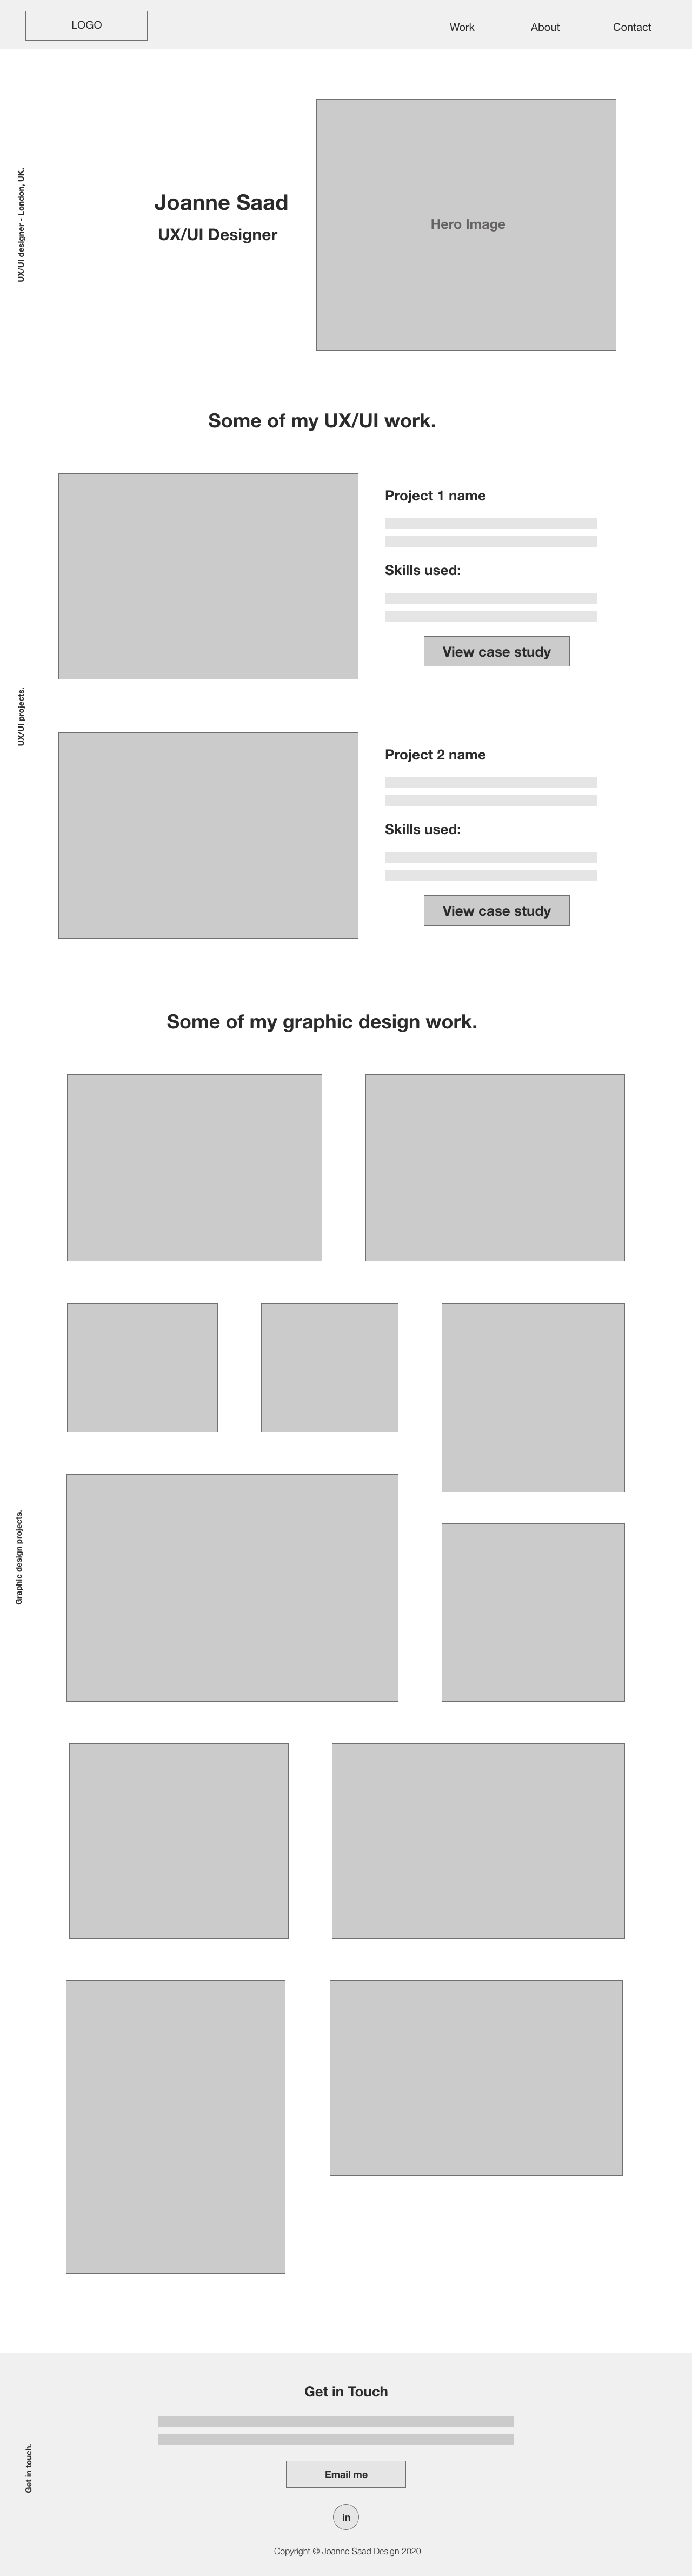 LOGO
Work
About
Contact
UX/UI designer - London, UK.
Joanne Saad
UX/UI Designer
Hero Image
Some of my UX/UI work.
UX/UI projects.
Project 1 name
Skills used:
View case study
Project 2 name
Skills used:
View case study
Some of my graphic design work.
Graphic design projects.
Get in touch.
Get in Touch
Email me
in
Copyright © Joanne Saad Design 2020